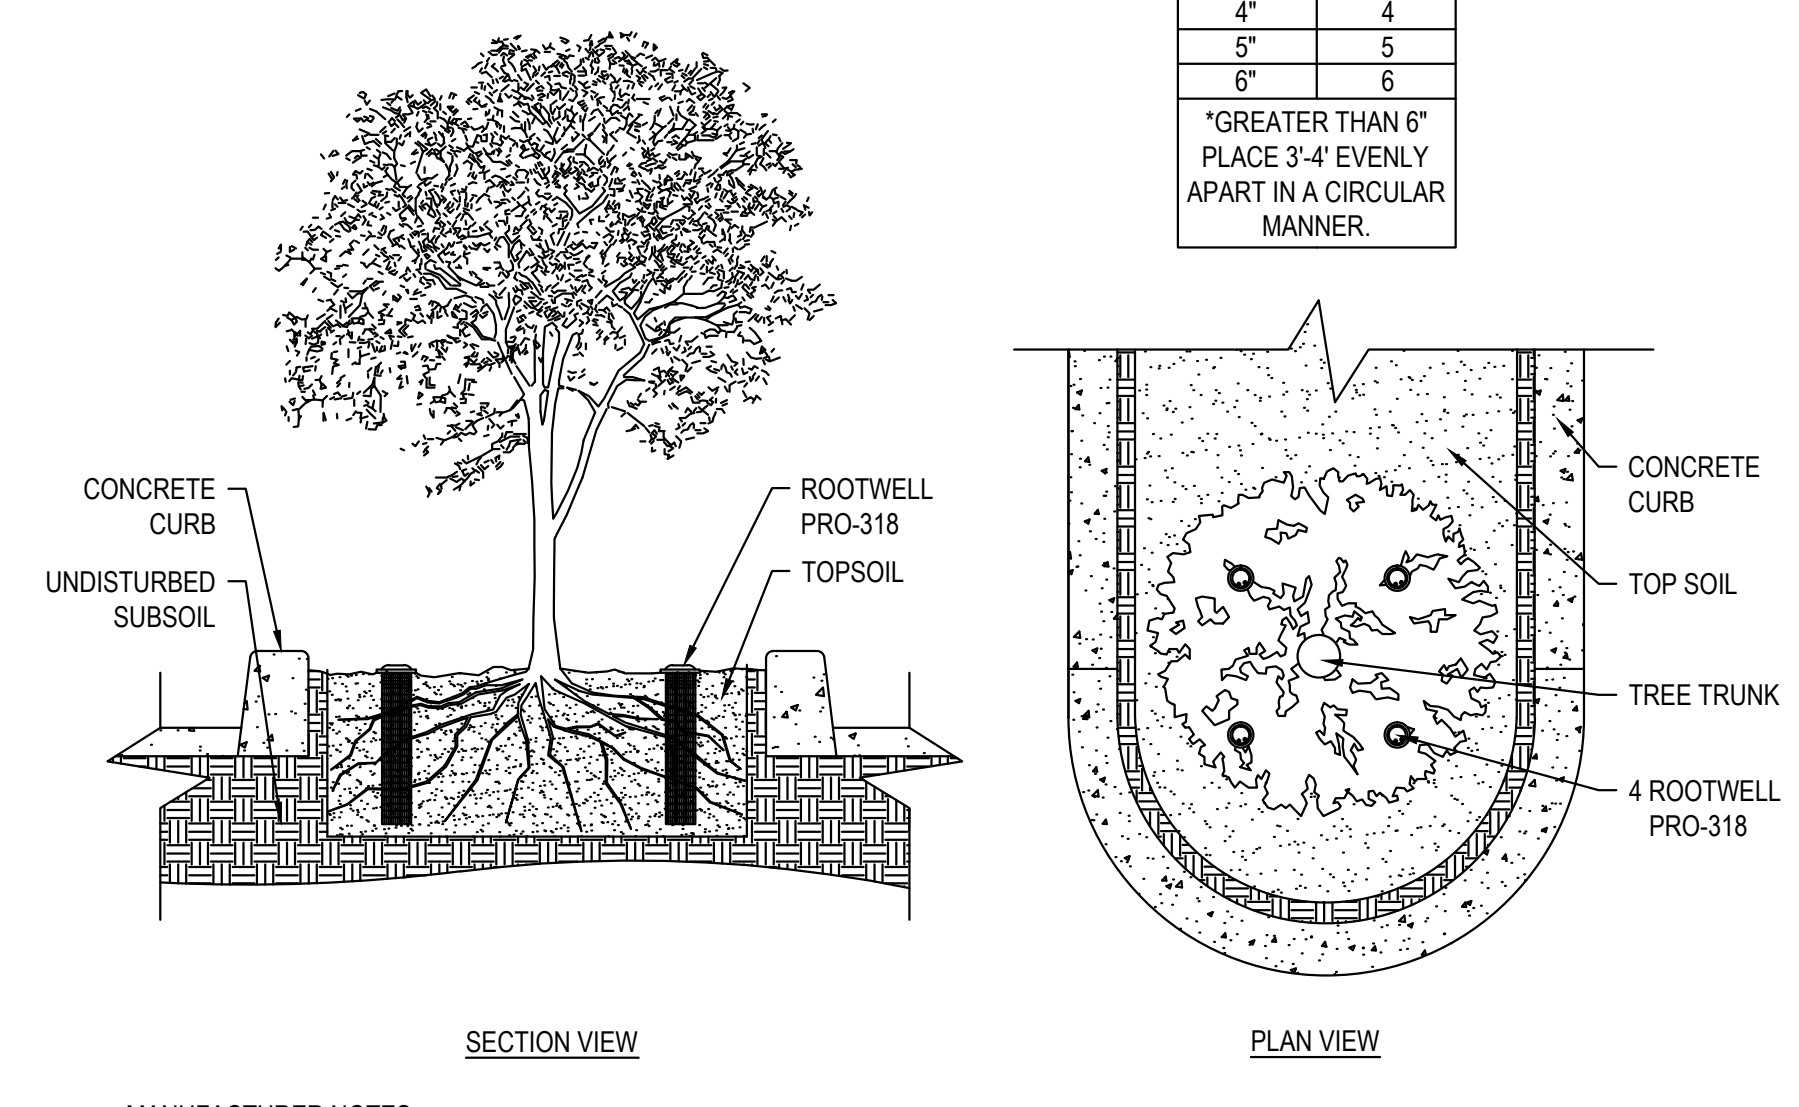 4" 4
5" 5
6" 6
*GREATER THAN 6"
PLACE 3'-4' EVENLY
APART IN A CIRCULAR
MANNER.
CONCRETE
CURB
UNDISTURBED
SUBSOIL
ROOTWELL
PRO-318
TOPSOIL
CONCRETE
CURB
TOP SOIL
TREE TRUNK
4 ROOTWELL
PRO-318
SECTION VIEW
PLAN VIEW
MANUFACTURER NOTES